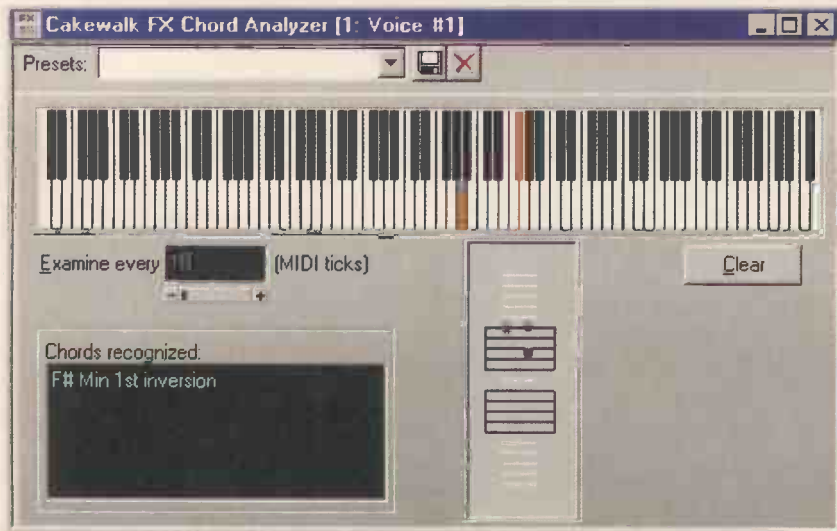 Cakewalk FX Chord Analyzer [1: Voice #1]
Presets:
Examine every
(MIDI ticks)
Clear
Chords recognized:
F# Min 1st inversion